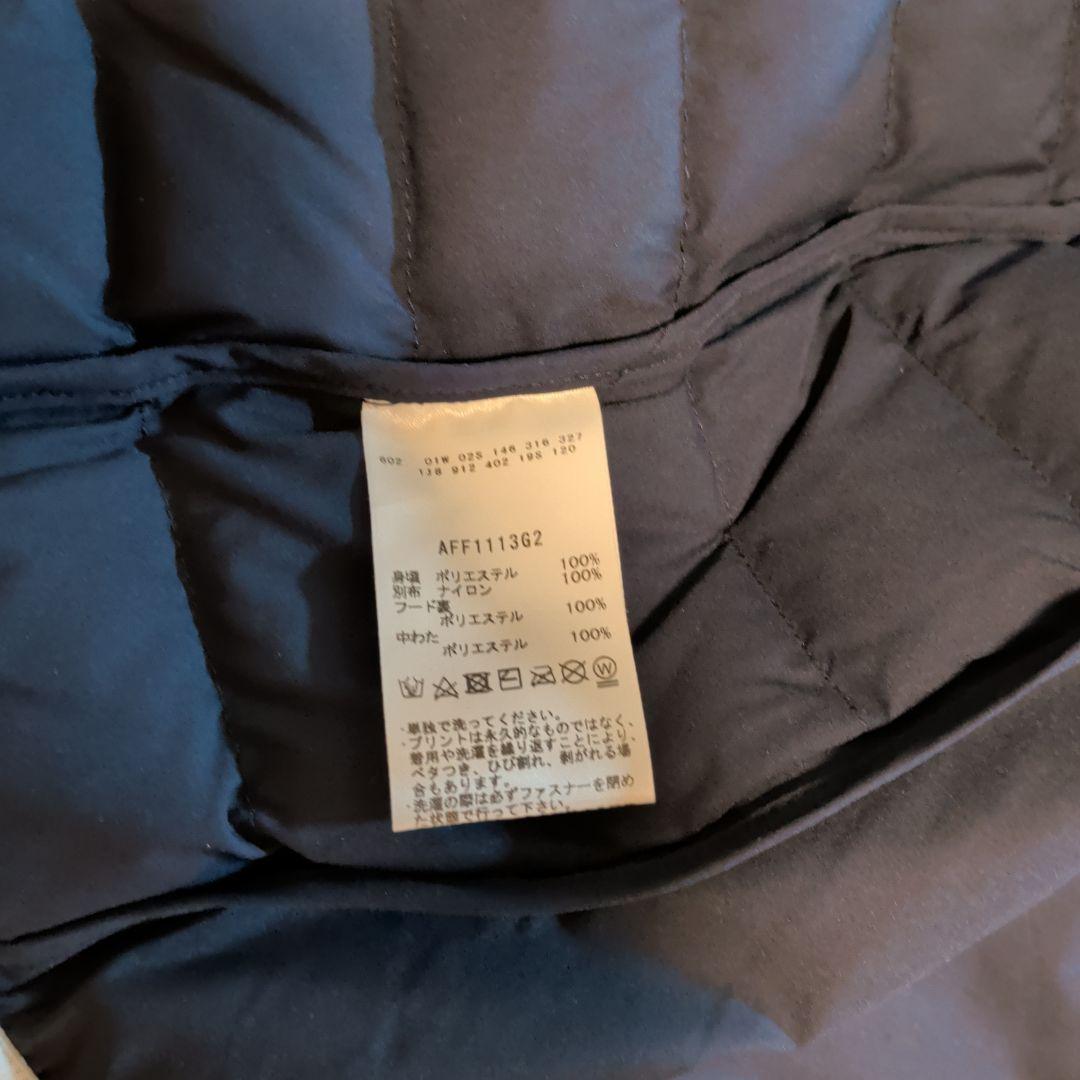 602 01W 02S 146 316 327
118 912 402 19S 120
AFF1113G2
身頃 ポリエステル 100%
別布 ナイロン 100%
フード裏
ポリエステル 100%
中わた
ポリエステル 100%
W
・単独で洗ってください。
・プリントは永久的なものではなく、
着用や洗濯を繰り返すことにより、
ベタつき、ひび割れ、剥がれる場
合もあります。
・洗濯の際は必ずファスナーを閉め
た状態で行って下さい。